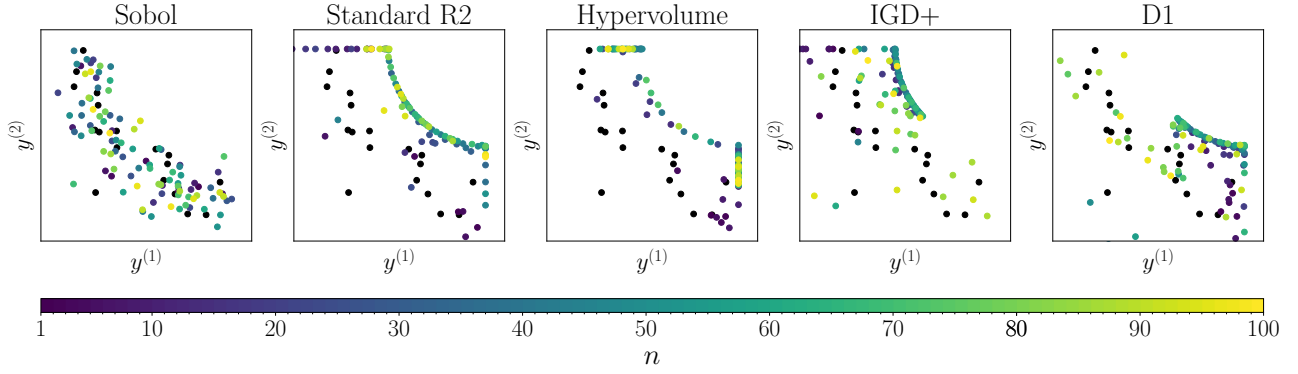 Sobol Standard R2 Hypervolume IGD+ D1
y^(2) y^(2) y^(2) y^(2) y^(2)
y^(1) y^(1) y^(1) y^(1) y^(1)
1 10 20 30 40 50 60 70 80 90 100
n